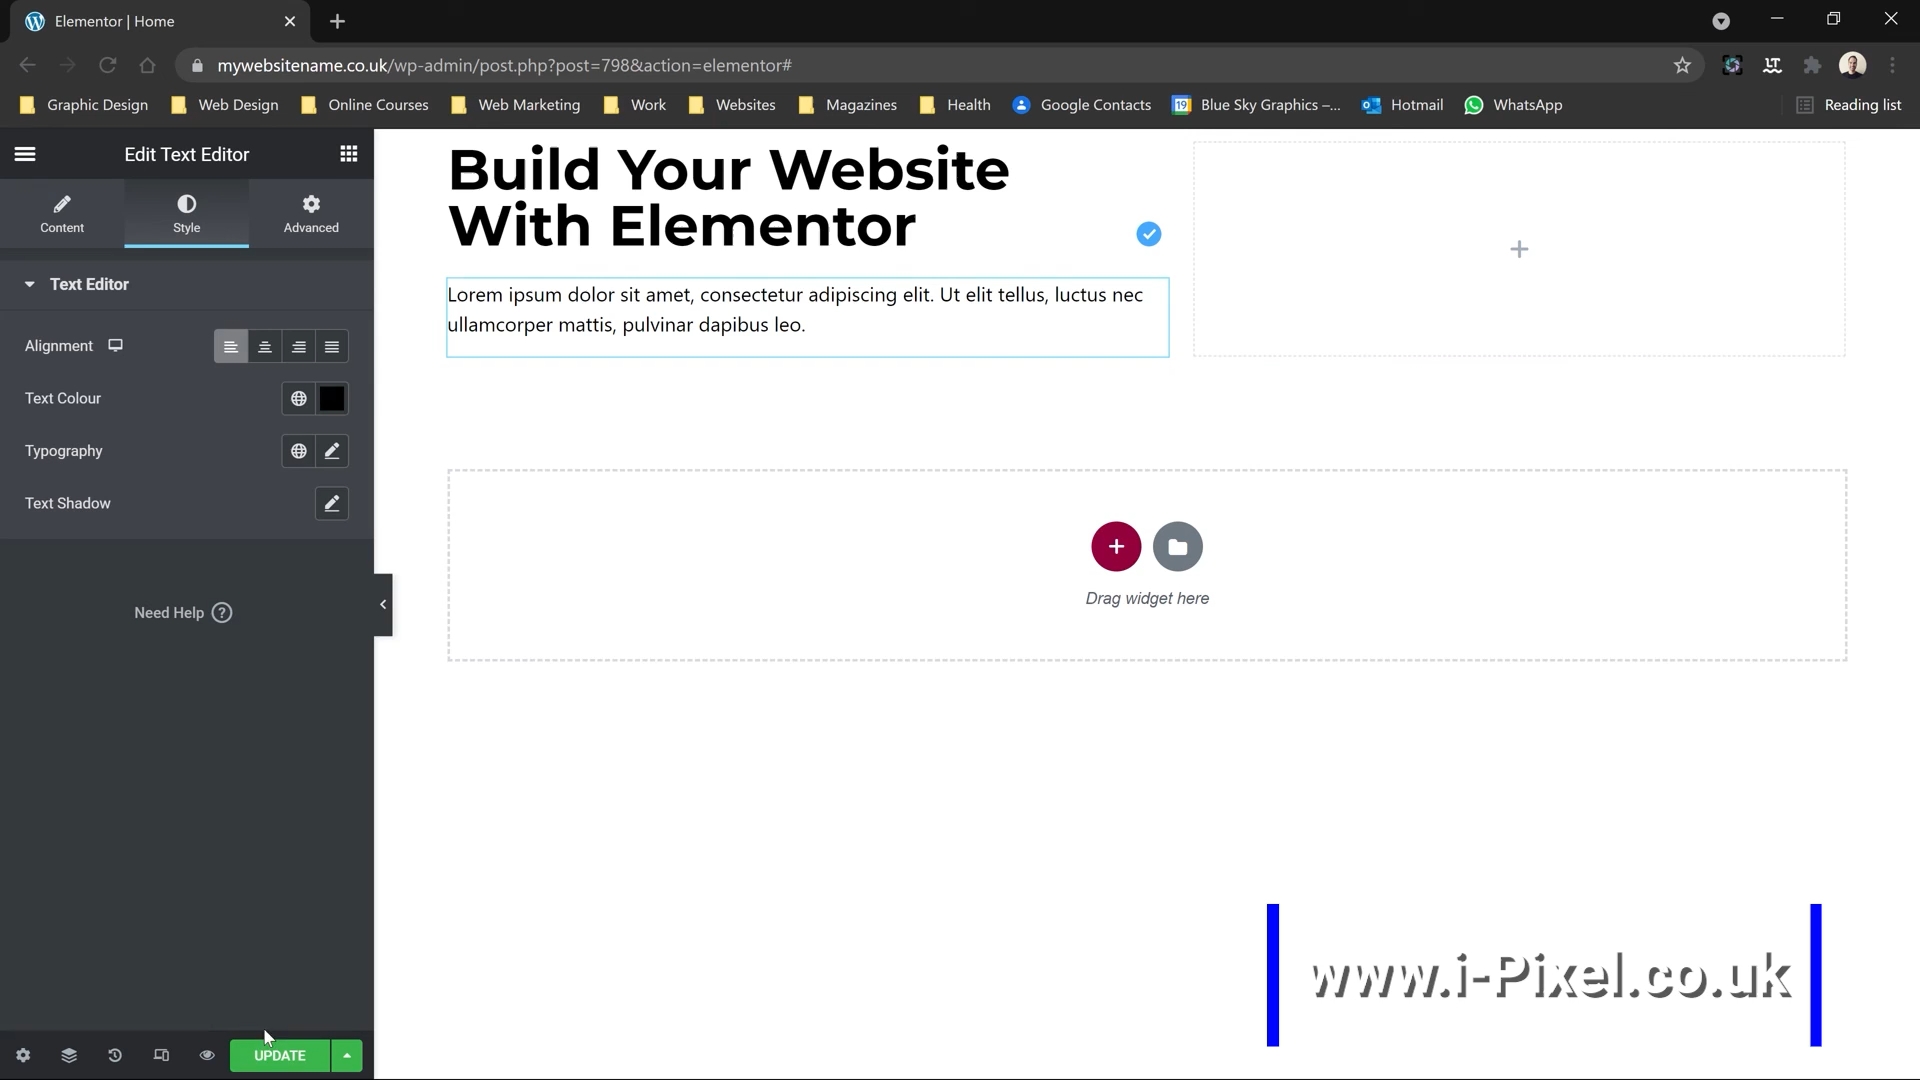 Elementor | Home
mywebsitename.co.uk/wp-admin/post.php?post=798&action=elementor#
Graphic Design
Web Design
Online Courses
Web Marketing
Work
Websites
Magazines
Health
Google Contacts
19
Blue Sky Graphics –...
Hotmail
WhatsApp
Reading list
Edit Text Editor
Content
Style
Advanced
Text Editor
Alignment
Text Colour
Typography
Text Shadow
Need Help ?
UPDATE
Build Your Website
With Elementor
Lorem ipsum dolor sit amet, consectetur adipiscing elit. Ut elit tellus, luctus nec
ullamcorper mattis, pulvinar dapibus leo.
Drag widget here
www.i-Pixel.co.uk